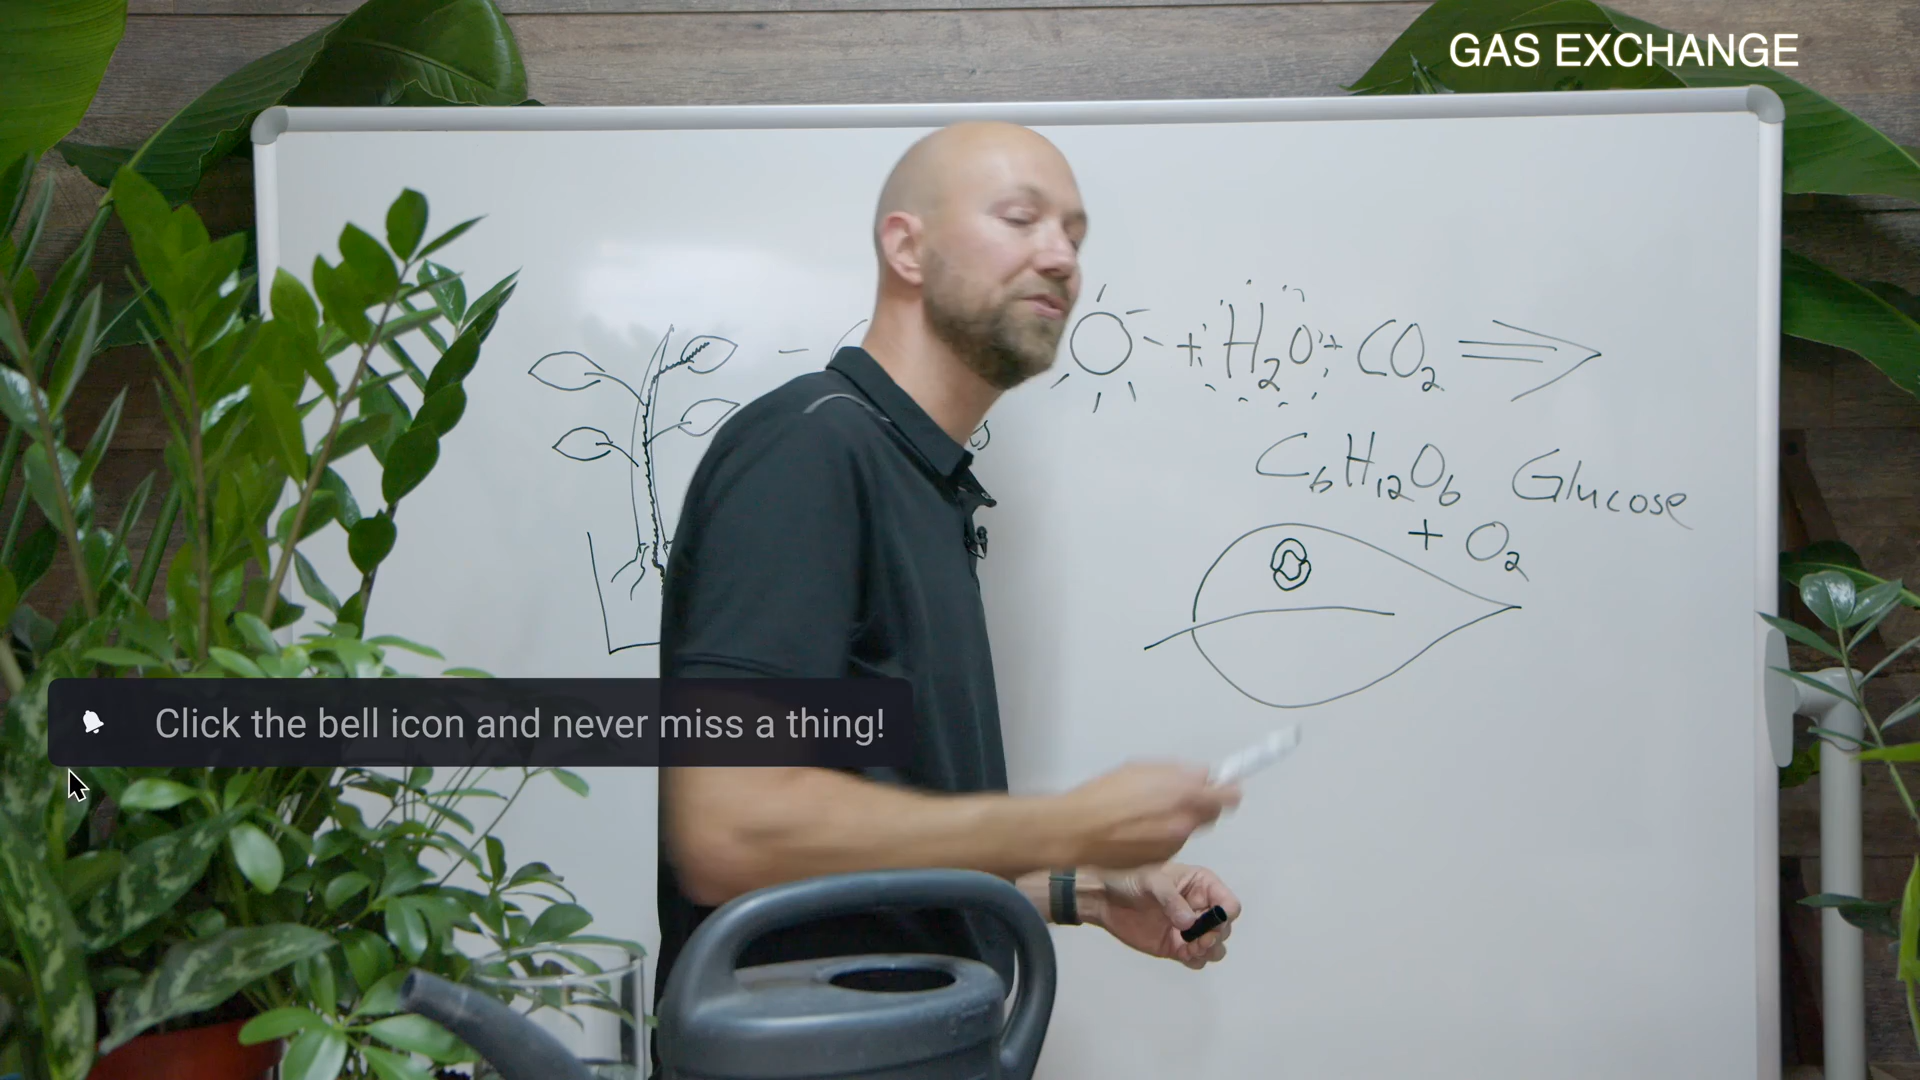 GAS EXCHANGE
+ H₂O + CO₂
C₆H₁₂O₆ Glucose
+ O₂
Click the bell icon and never miss a thing!